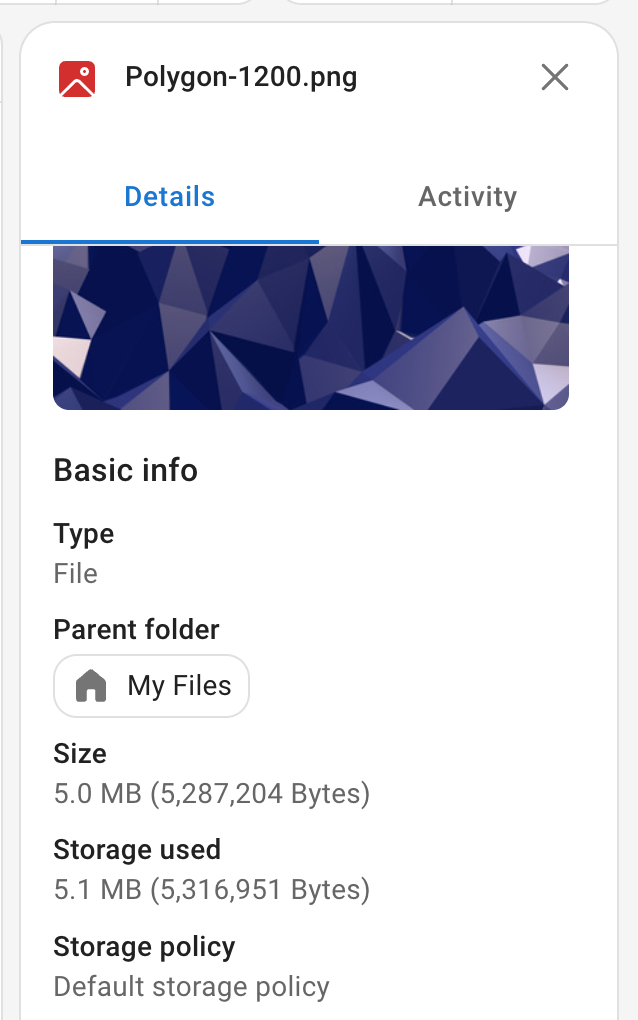 Polygon-1200.png
Details
Activity
Basic info
Type
File
Parent folder
My Files
Size
5.0 MB (5,287,204 Bytes)
Storage used
5.1 MB (5,316,951 Bytes)
Storage policy
Default storage policy